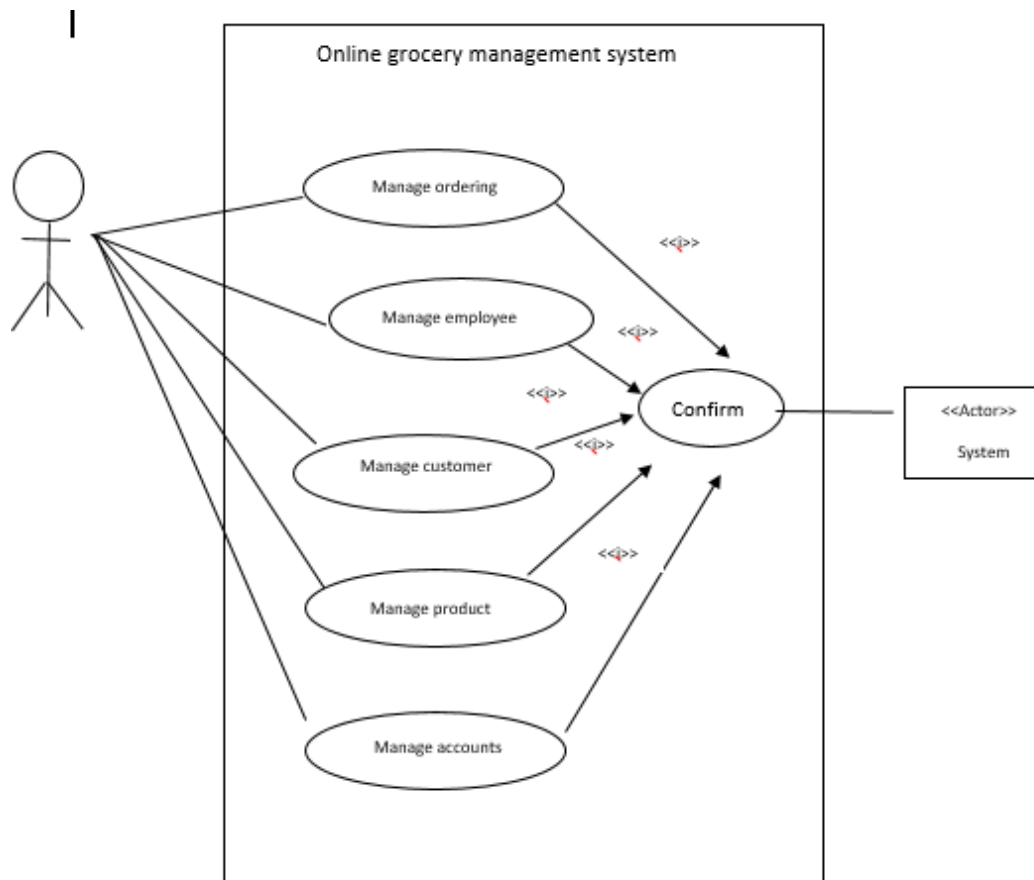 Online grocery management system
Manage ordering
<<i>>
Manage employee
<<i>>
<<i>>
Confirm
<<Actor>>
System
Manage customer
<<i>>
Manage product
<<i>>
Manage accounts